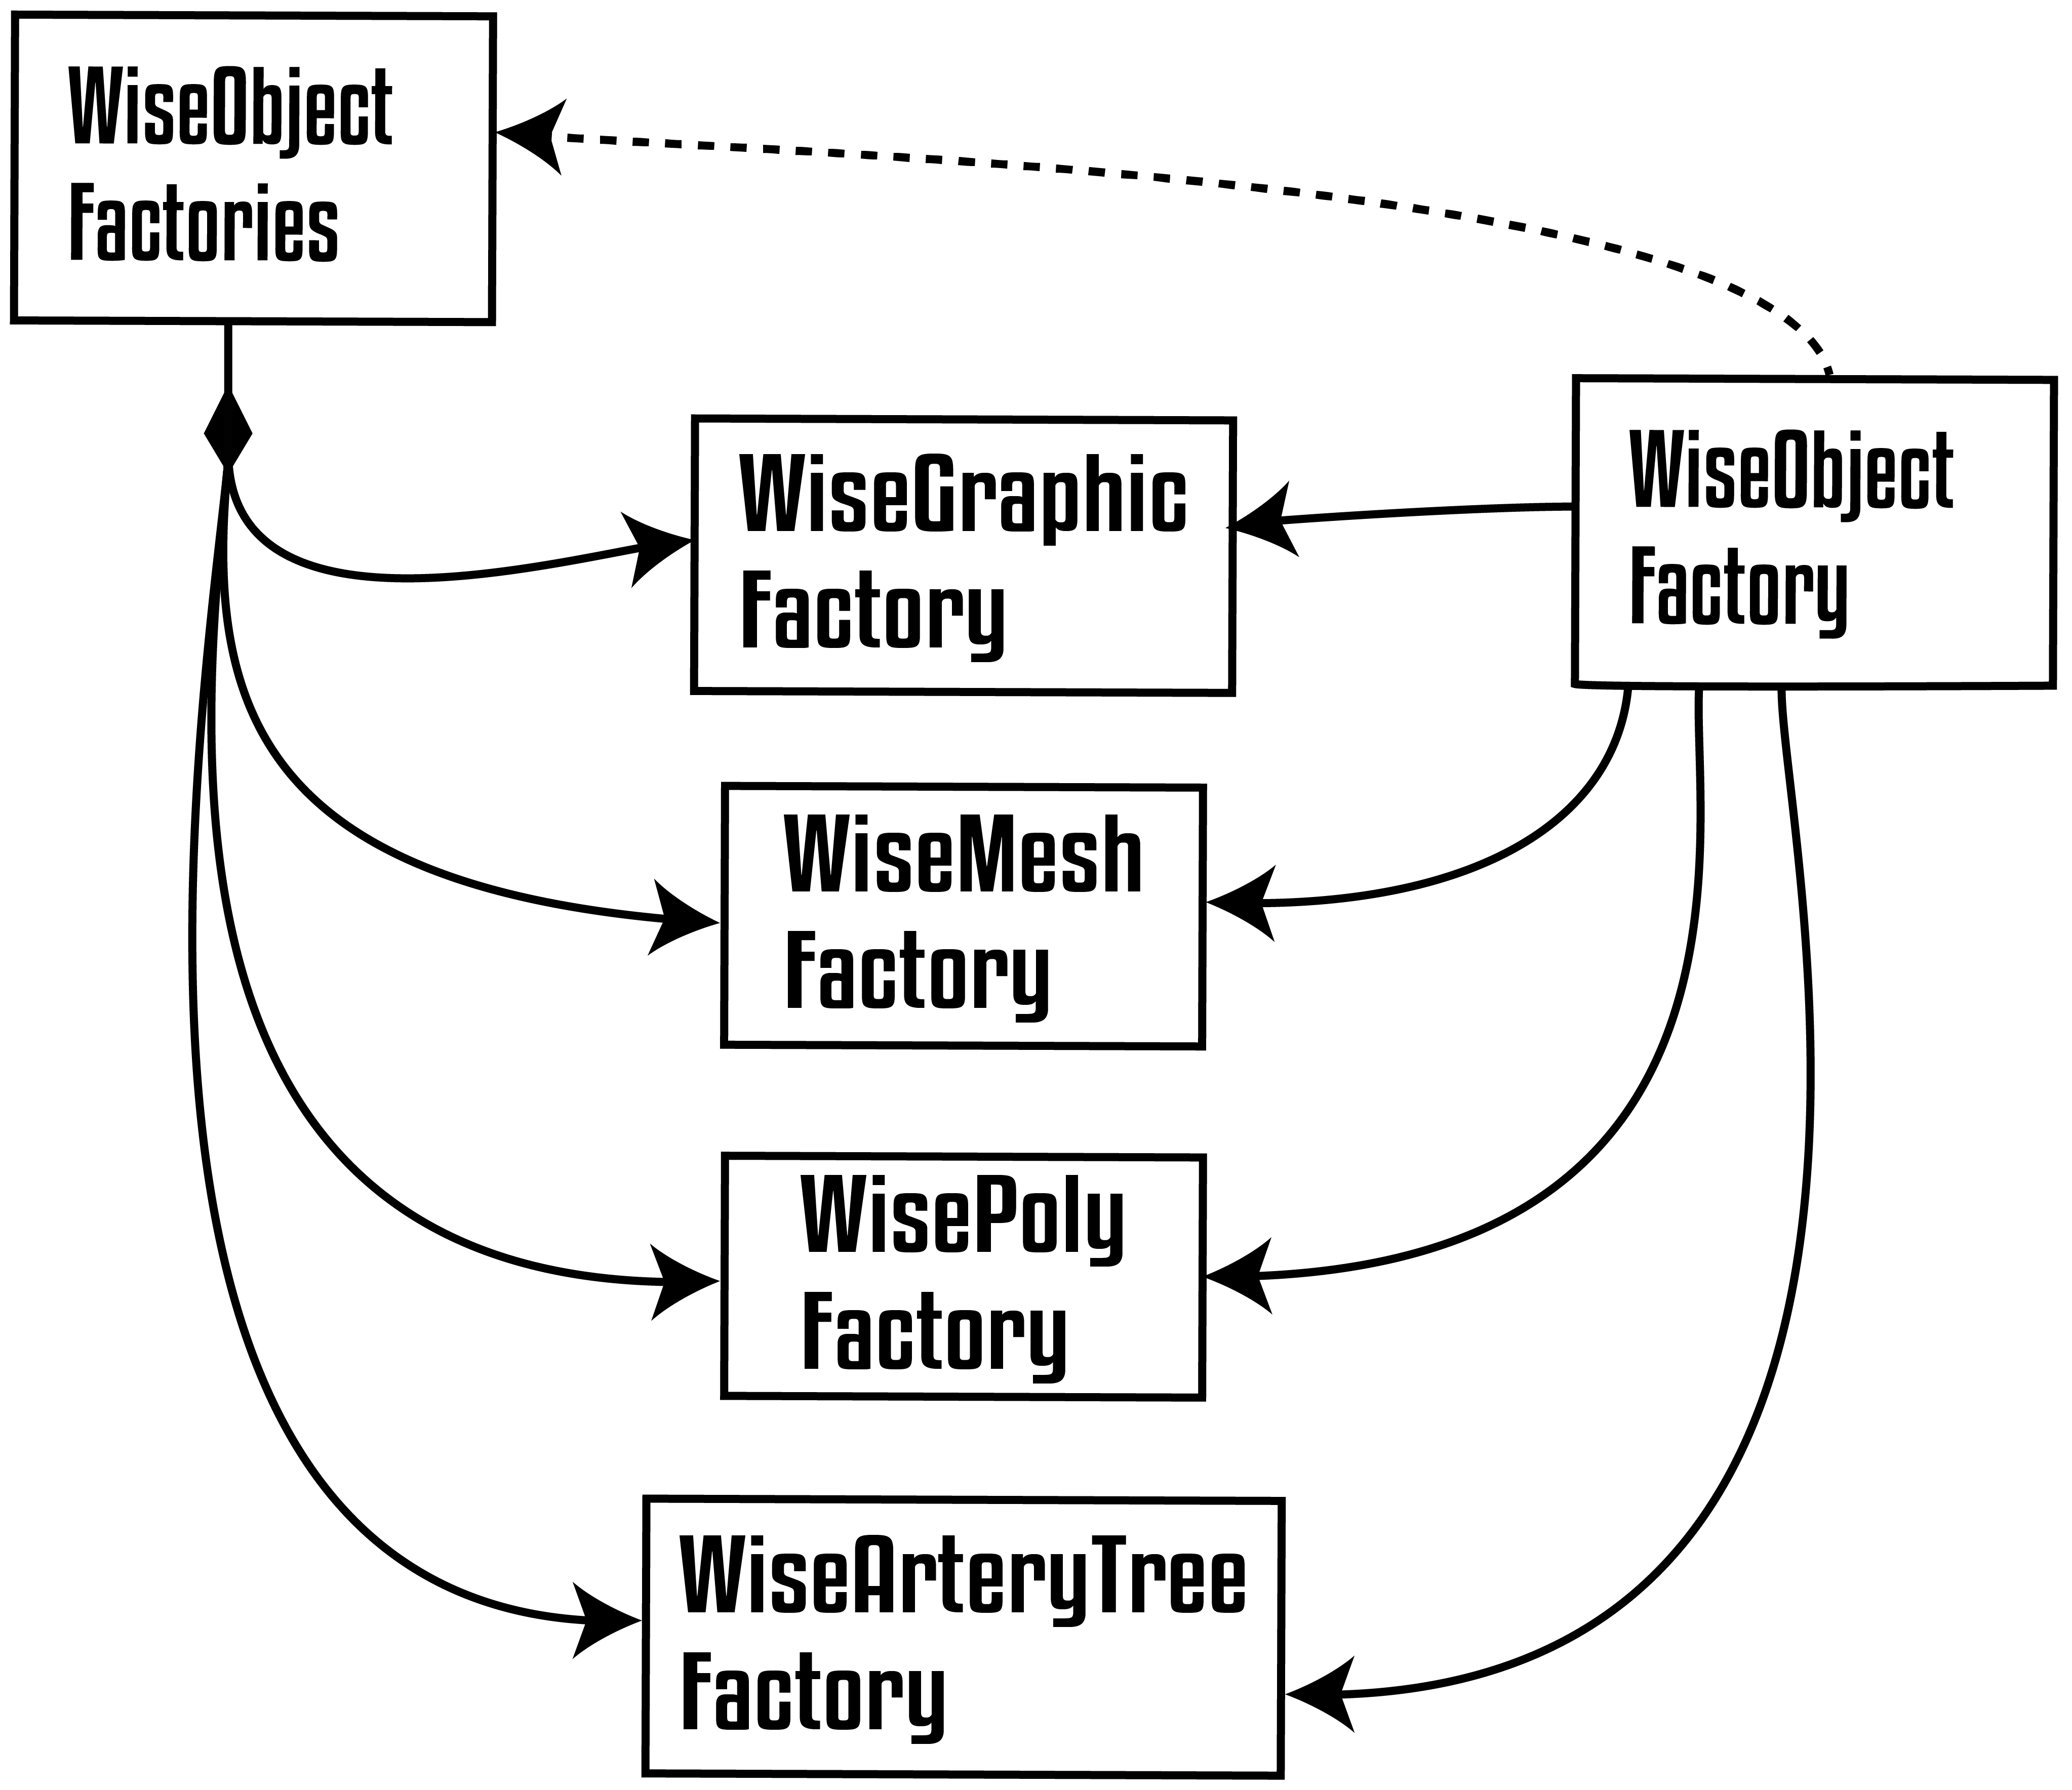 WiseObject
Factories
WiseGraphic
Factory
WiseObject
Factory
WiseMesh
Factory
WisePoly
Factory
WiseArteryTree
Factory